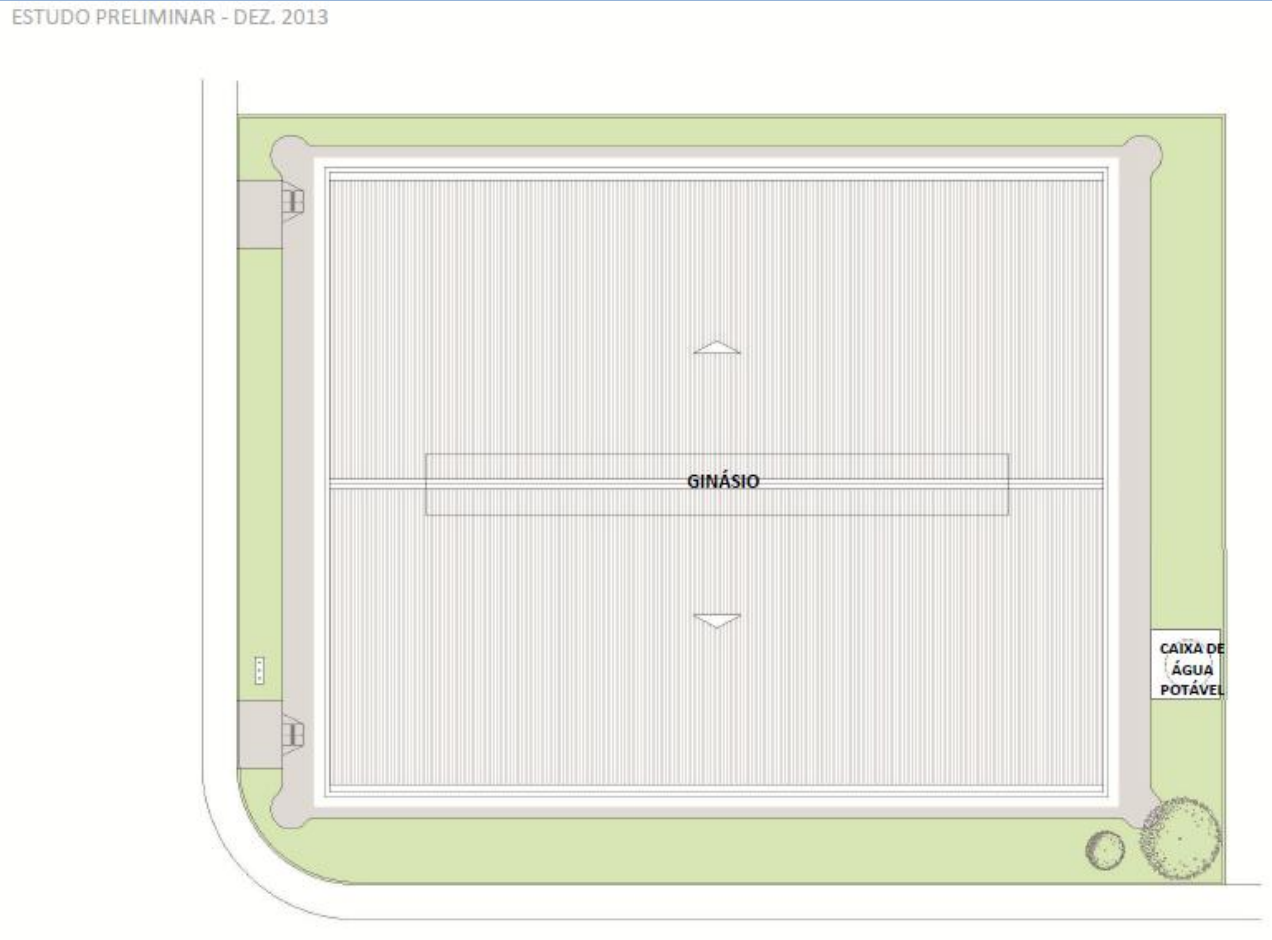 ESTUDO PRELIMINAR - DEZ. 2013
GINÁSIO
CAIXA DE
ÁGUA
POTÁVEL